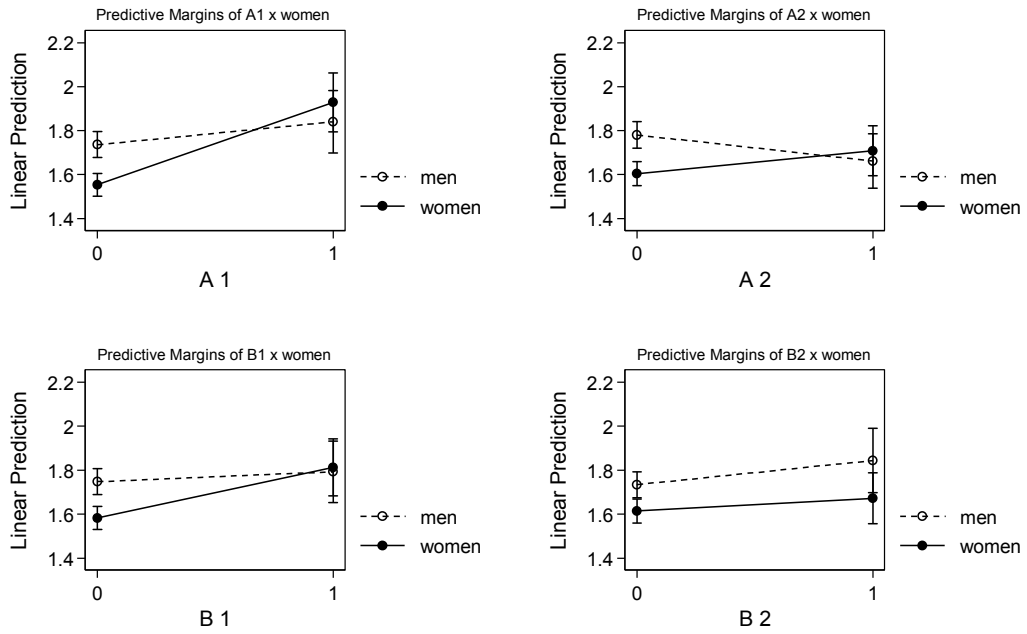 Predictive Margins of A1 x women
2.2
2
1.8
1.6
1.4
Linear Prediction
0
1
A 1
men
women
Predictive Margins of A2 x women
2.2
2
1.8
1.6
1.4
Linear Prediction
0
1
A 2
men
women
Predictive Margins of B1 x women
2.2
2
1.8
1.6
1.4
Linear Prediction
0
1
B 1
men
women
Predictive Margins of B2 x women
2.2
2
1.8
1.6
1.4
Linear Prediction
0
1
B 2
men
women